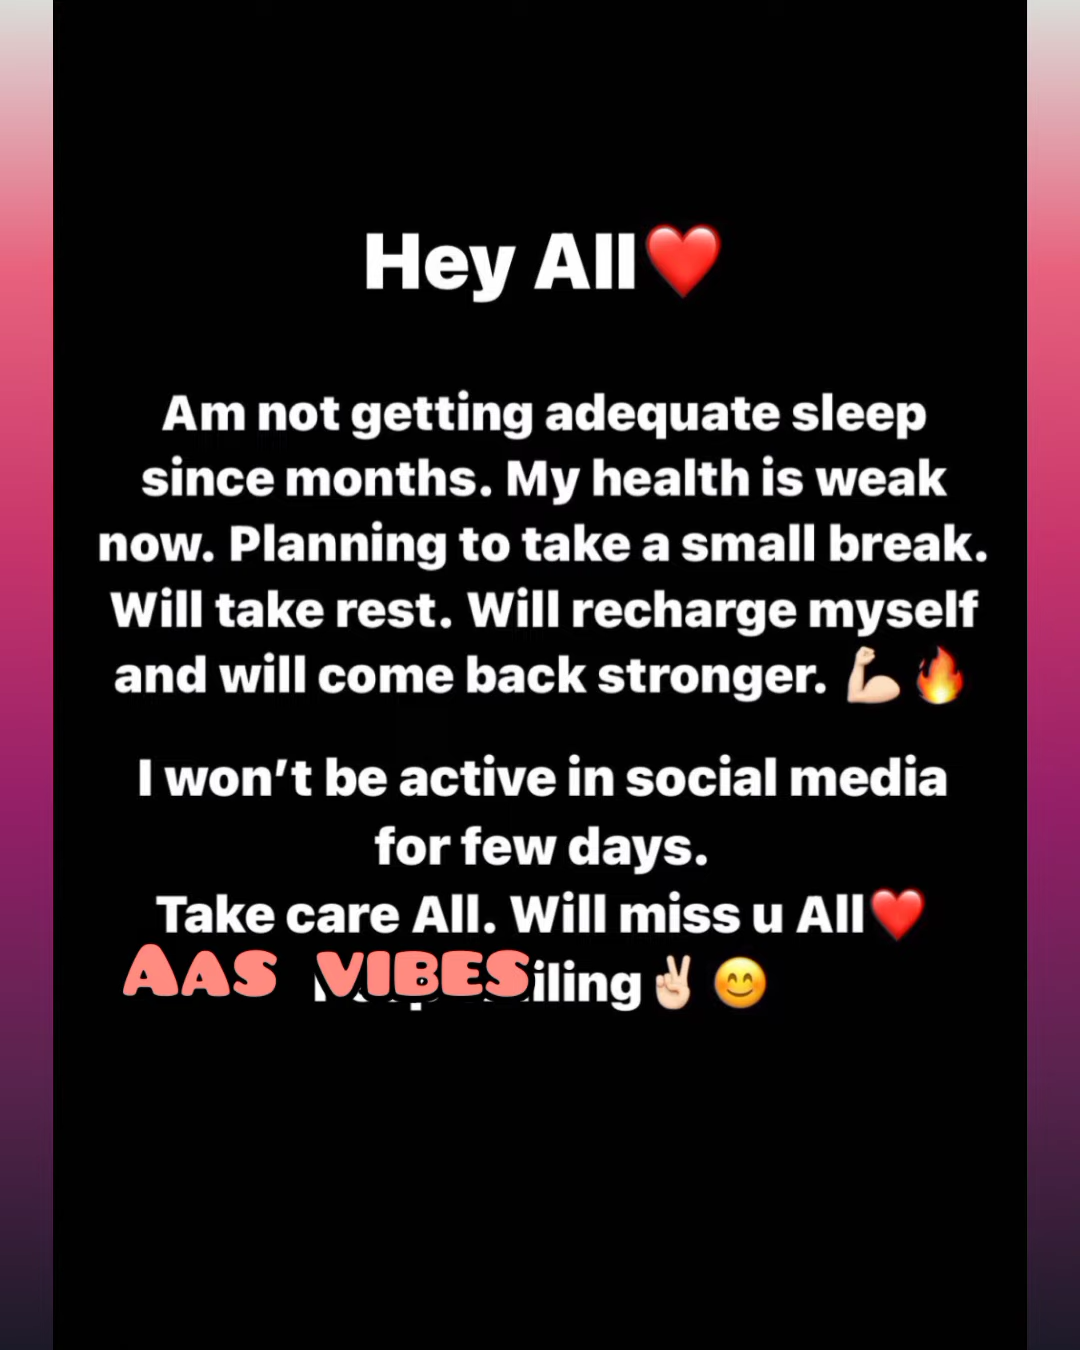 Hey All❤️
Am not getting adequate sleep
since months. My health is weak
now. Planning to take a small break.
Will take rest. Will recharge myself
and will come back stronger. 💪🏻🔥
I won’t be active in social media
for few days.
Take care All. Will miss u All❤️
AAS VIBES
iling✌🏻😊